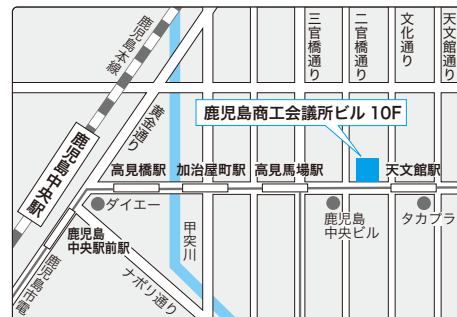 鹿児島本線
三官橋通り
二官橋通り
文化通り
天文館通り
黄金通り
鹿児島商工会議所ビル 10F
鹿児島中央駅
高見橋駅
加治屋町駅
高見馬場駅
天文館駅
ダイエー
鹿児島
中央駅前駅
甲突川
鹿児島
中央ビル
タカプラ
ナポリ通り
鹿児島市電